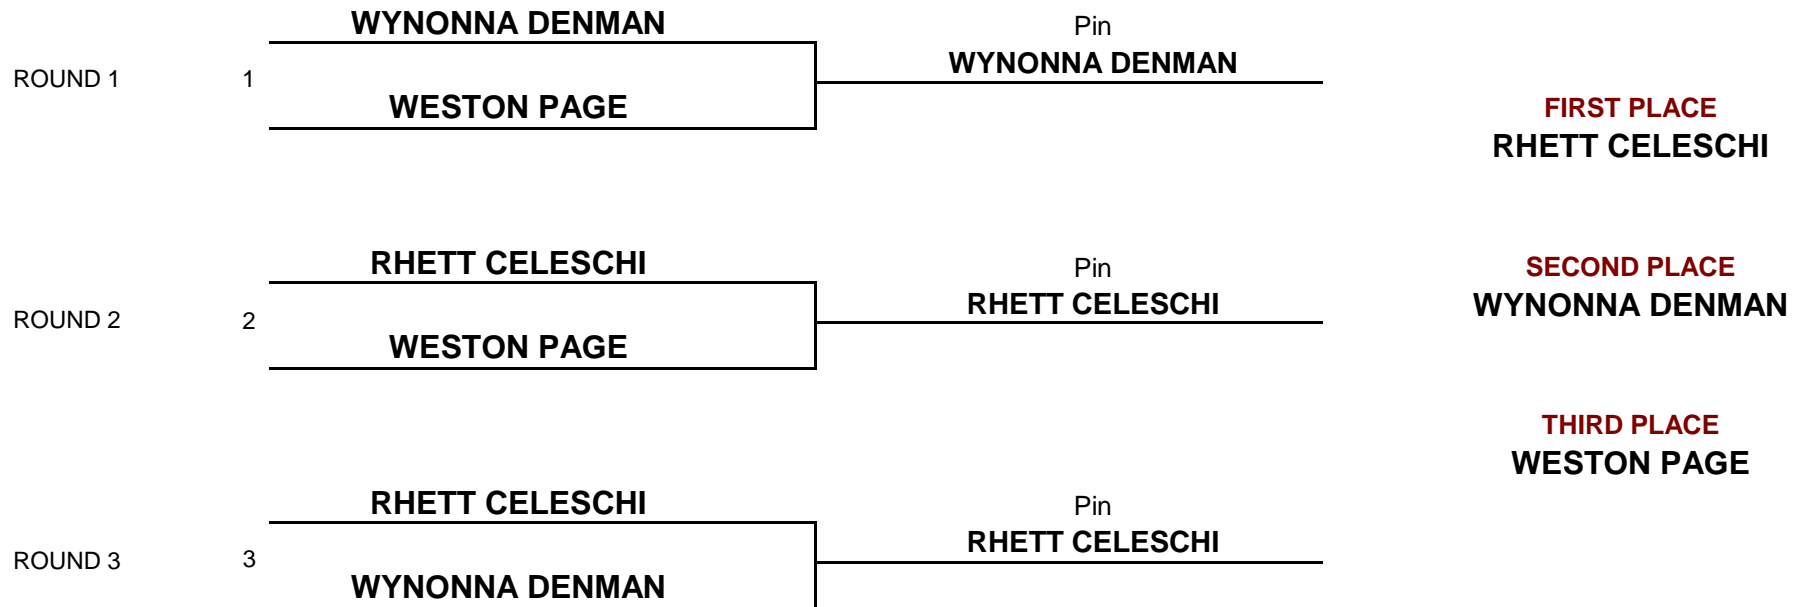 WYNONNA DENMAN
Pin
WYNONNA DENMAN
ROUND 1
1
WESTON PAGE
FIRST PLACE
RHETT CELESCHI
RHETT CELESCHI
Pin
SECOND PLACE
RHETT CELESCHI
WYNONNA DENMAN
ROUND 2
2
WESTON PAGE
THIRD PLACE
WESTON PAGE
RHETT CELESCHI
Pin
RHETT CELESCHI
ROUND 3
3
WYNONNA DENMAN